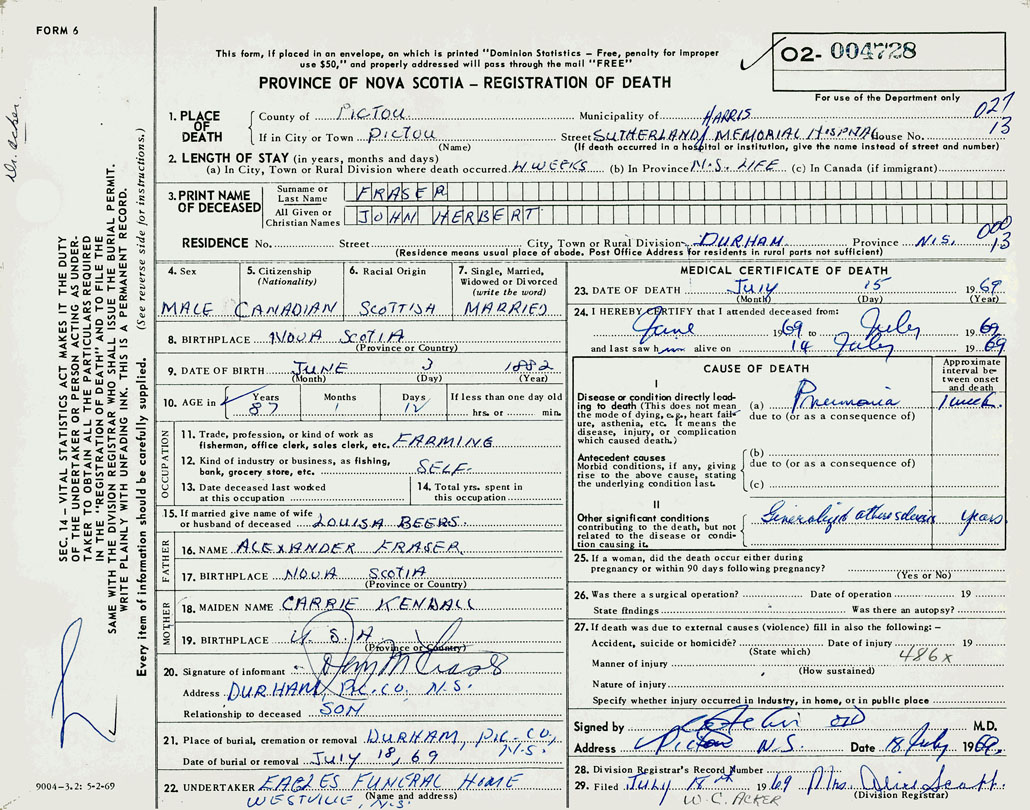 FORM 6
This form, if placed in an envelope, on which is printed "Dominion Statistics - Free, penalty for improper
use $50," and properly addressed will pass through the mail "FREE"
PROVINCE OF NOVA SCOTIA – REGISTRATION OF DEATH
O2- 004728
For use of the Department only
Dr. Acker
1. PLACE OF DEATH
County of PICTOU Municipality of HARRIS 027
If in City or Town PICTOU Street SUTHERLAND MEMORIAL HOSPITAL House No. 13
(Name) (If death occurred in a hospital or institution, give the name instead of street and number)
2. LENGTH OF STAY (in years, months and days)
(a) In City, Town or Rural Division where death occurred WEEKS (b) In Province N.S. LIFE (c) In Canada (if immigrant)
3. PRINT NAME OF DECEASED
Surname or Last Name FRASER
All Given or Christian Names JOHN HERBERT
RESIDENCE No. Street City, Town or Rural Division DURHAM Province N.S. 000 13
(Residence means usual place of abode. Post Office Address for residents in rural parts not sufficient)
4. Sex MALE
5. Citizenship (Nationality) CANADIAN
6. Racial Origin SCOTTISH
7. Single, Married, Widowed or Divorced (write the word) MARRIED
8. BIRTHPLACE NOVA SCOTIA
(Province or Country)
9. DATE OF BIRTH JUNE 3 1882
(Month) (Day) (Year)
10. AGE in Years 87 Months 1 Days 12 If less than one day old hrs. or min.
OCCUPATION
11. Trade, profession, or kind of work as
fisherman, office clerk, sales clerk, etc. FARMING
12. Kind of industry or business, as fishing,
bank, grocery store, etc. SELF
13. Date deceased last worked
at this occupation
14. Total yrs. spent in
this occupation
15. If married give name of wife
or husband of deceased LOUISA BEERS.
FATHER
16. NAME ALEXANDER FRASER.
17. BIRTHPLACE NOVA SCOTIA
(Province or Country)
MOTHER
18. MAIDEN NAME CARRIE KENDALL
19. BIRTHPLACE U.S.A.
(Province or Country)
20. Signature of informant
Address DURHAM, PIC. CO. N.S.
Relationship to deceased SON
21. Place of burial, cremation or removal DURHAM, PIC. CO, N.S.
Date of burial or removal JULY 18, 69
22. UNDERTAKER EAGLES FUNERAL HOME
(Name and address)
WESTVILLE, N.S.
MEDICAL CERTIFICATE OF DEATH
23. DATE OF DEATH July 15 1969
(Month) (Day) (Year)
24. I HEREBY CERTIFY that I attended deceased from:
June 1969 to July 1969
and last saw him alive on 14 July 1969
CAUSE OF DEATH
Approximate interval between onset and death
I
Disease or condition directly leading to death (This does not mean the mode of dying, e.g., heart failure, asthenia, etc. It means the disease, injury, or complication which caused death.)
(a) Pneumonia 1 week
due to (or as a consequence of)
Antecedent causes
Morbid conditions, if any, giving rise to the above cause, stating the underlying condition last.
(b)
due to (or as a consequence of)
(c)
II
Other significant conditions contributing to the death, but not related to the disease or condition causing it.
Generalized years
25. If a woman, did the death occur either during
pregnancy or within 90 days following pregnancy?
(Yes or No)
26. Was there a surgical operation? Date of operation 19
State findings Was there an autopsy?
27. If death was due to external causes (violence) fill in also the following:–
Accident, suicide or homicide? Date of injury 19
(State which) 486x
Manner of injury
(How sustained)
Nature of injury
Specify whether injury occurred in industry, in home, or in public place
Signed by M.D.
Address Pictou N.S. Date 18 July 1969.
28. Division Registrar's Record Number
29. Filed July 18th 1969 Mrs. Scott.
(Division Registrar)
W. C. ACKER
SEC. 14 – VITAL STATISTICS ACT MAKES IT THE DUTY
OF THE UNDERTAKER OR PERSON ACTING AS UNDER-
TAKER TO OBTAIN ALL THE PARTICULARS REQUIRED
IN THE "REGISTRATION OF DEATH" AND TO FILE THE
SAME WITH THE DIVISION REGISTRAR WHO SHALL ISSUE THE BURIAL PERMIT.
WRITE PLAINLY WITH UNFADING INK. THIS IS A PERMANENT RECORD.
Every item of information should be carefully supplied. (See reverse side for instructions.)
9004-3.2: 5-2-69